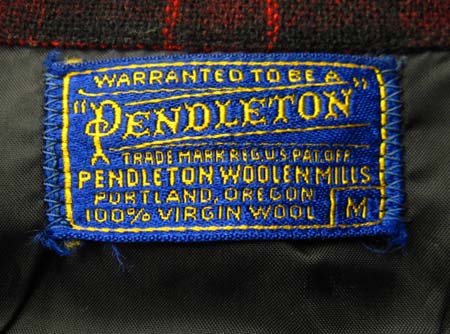 WARRANTED TO BE A
"PENDLETON"
TRADE MARK REG. U.S. PAT. OFF.
PENDLETON WOOLEN MILLS
PORTLAND, OREGON
100% VIRGIN WOOL M